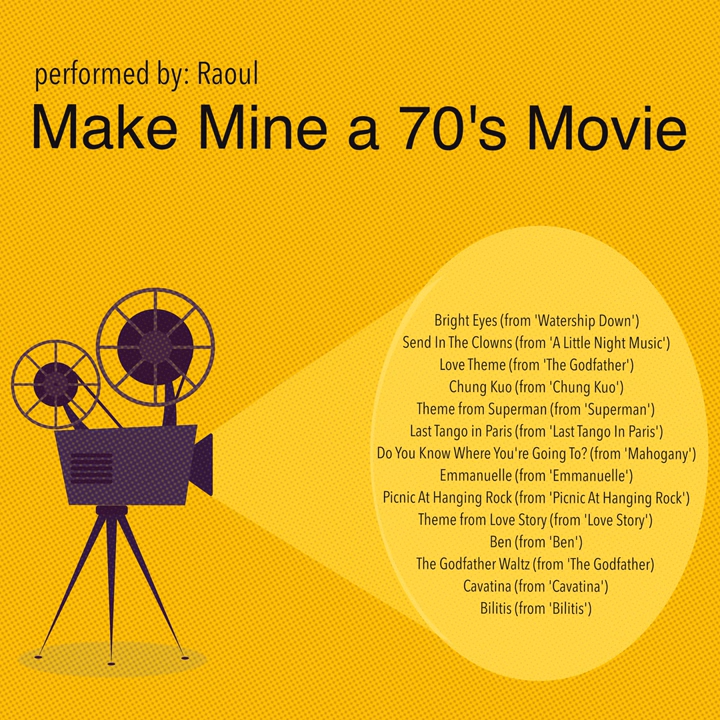 performed by: Raoul
Make Mine a 70's Movie
Bright Eyes (from 'Watership Down')
Send In The Clowns (from 'A Little Night Music')
Love Theme (from 'The Godfather')
Chung Kuo (from 'Chung Kuo')
Theme from Superman (from 'Superman')
Last Tango in Paris (from 'Last Tango In Paris')
Do You Know Where You're Going To? (from 'Mahogany')
Emmanuelle (from 'Emmanuelle')
Picnic At Hanging Rock (from 'Picnic At Hanging Rock')
Theme from Love Story (from 'Love Story')
Ben (from 'Ben')
The Godfather Waltz (from 'The Godfather)
Cavatina (from 'Cavatina')
Bilitis (from 'Bilitis')